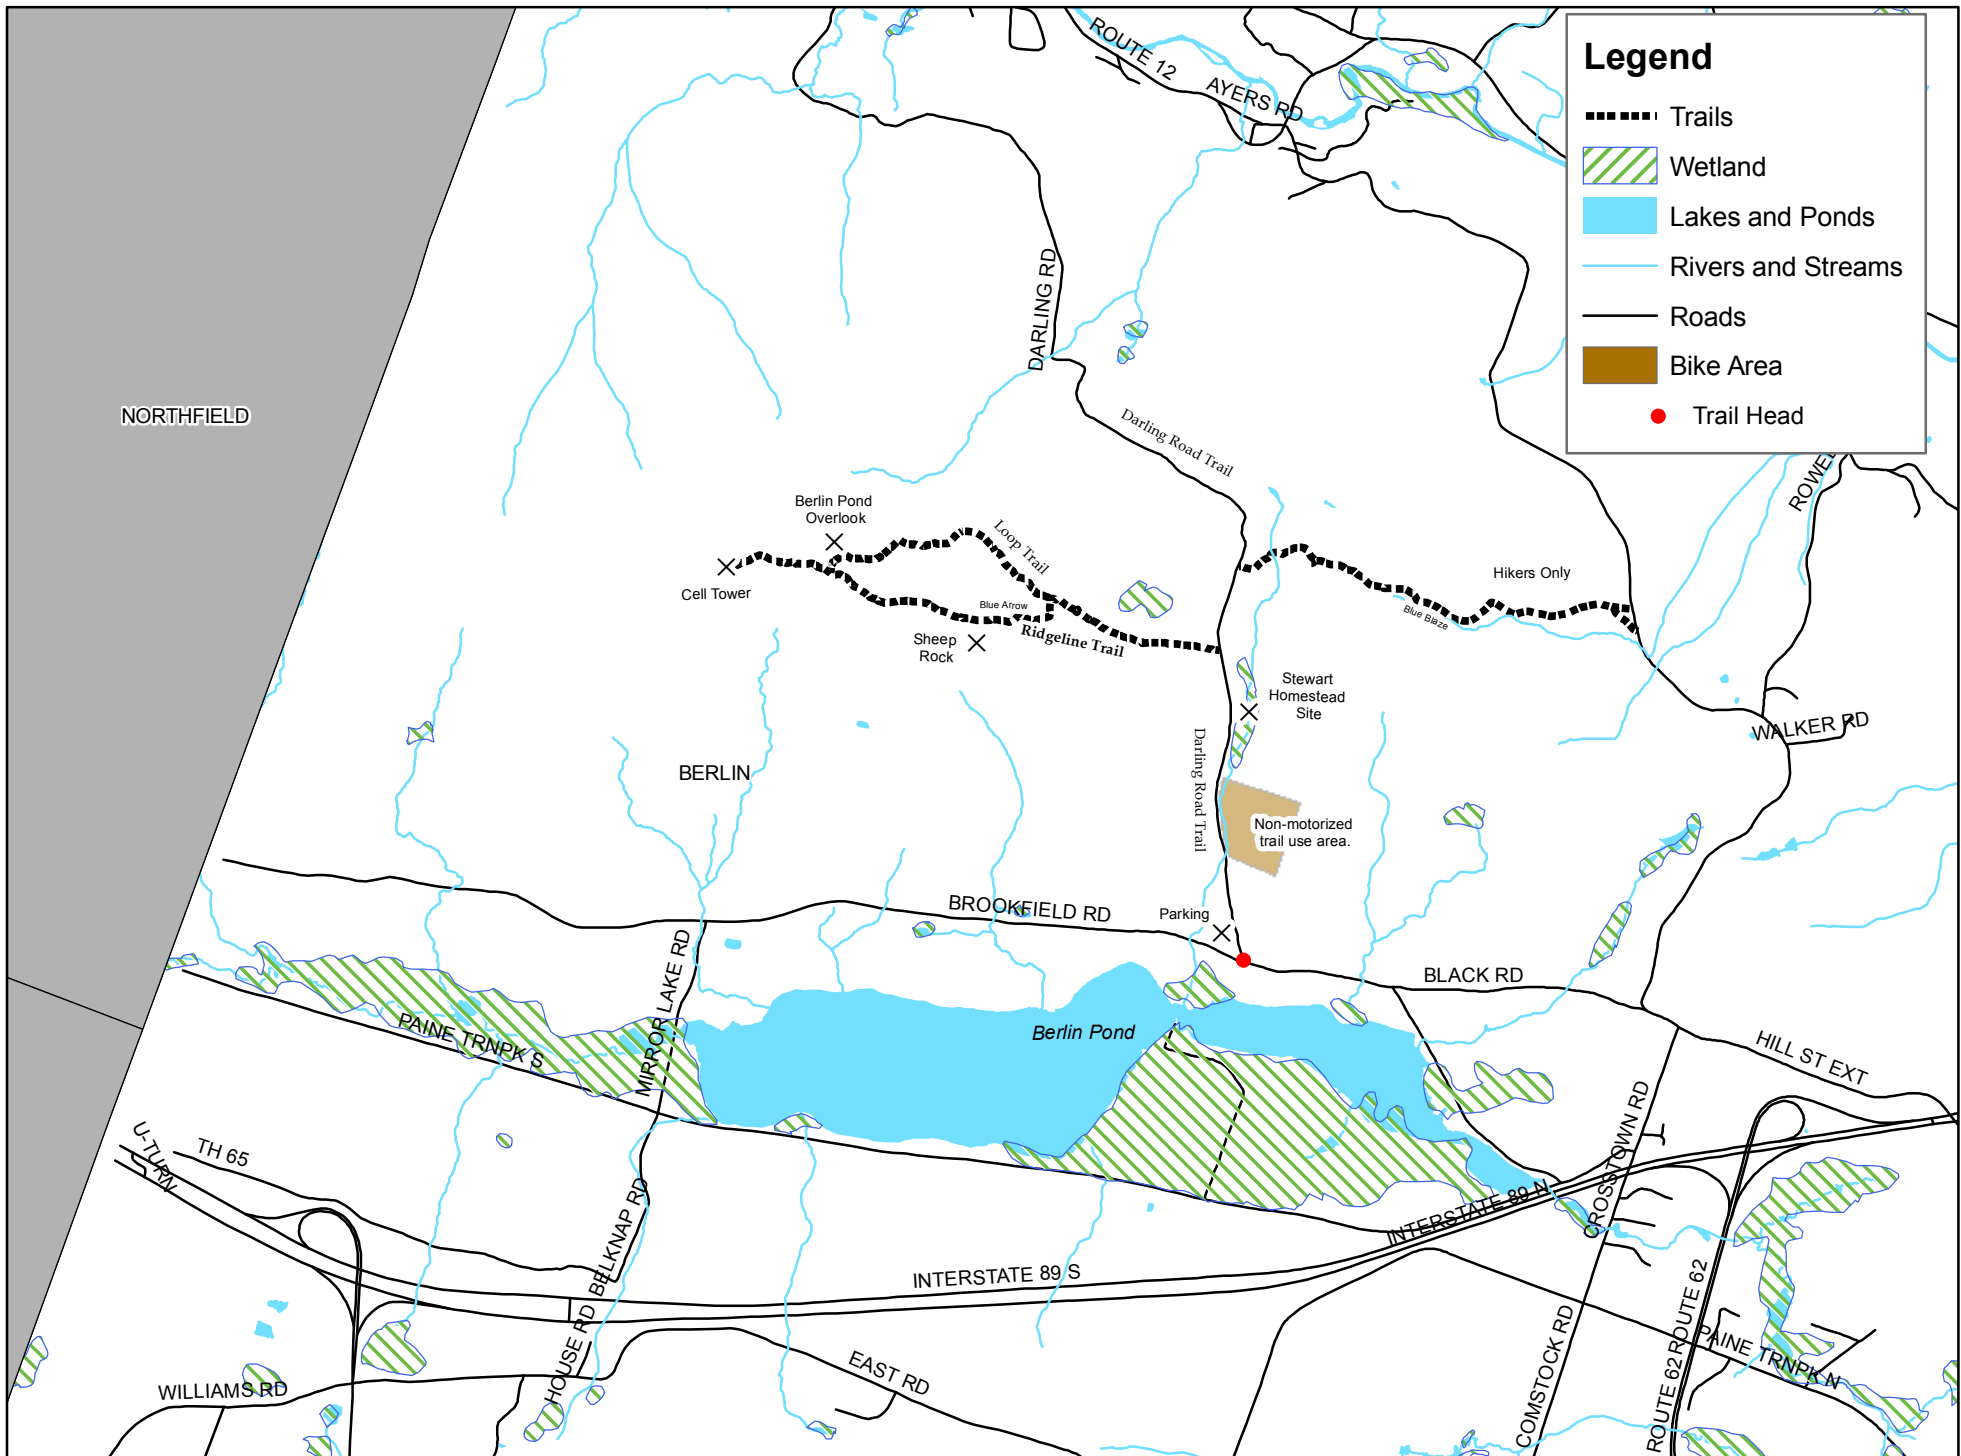 ROUTE 12
AYERS RD
Legend
Trails
Wetland
Lakes and Ponds
Rivers and Streams
Roads
Bike Area
Trail Head
DARLING RD
NORTHFIELD
Darling Road Trail
ROWEL
Berlin Pond
Overlook
Loop Trail
Cell Tower
Hikers Only
Blue Arrow
Blue Blaze
Ridgeline Trail
Sheep
Rock
Stewart
Homestead
Site
WALKER RD
Darling Road Trail
BERLIN
Non-motorized
trail use area.
BROOKFIELD RD
Parking
BLACK RD
MIRROR LAKE RD
PAINE TRNPK S
Berlin Pond
HILL ST EXT
CROSSTOWN RD
U-TURN
TH 65
BELKNAP RD
INTERSTATE 89 N
INTERSTATE 89 S
ROUTE 62
HOUSE RD
EAST RD
COMSTOCK RD
ROUTE 62
PAINE TRNPK N
WILLIAMS RD